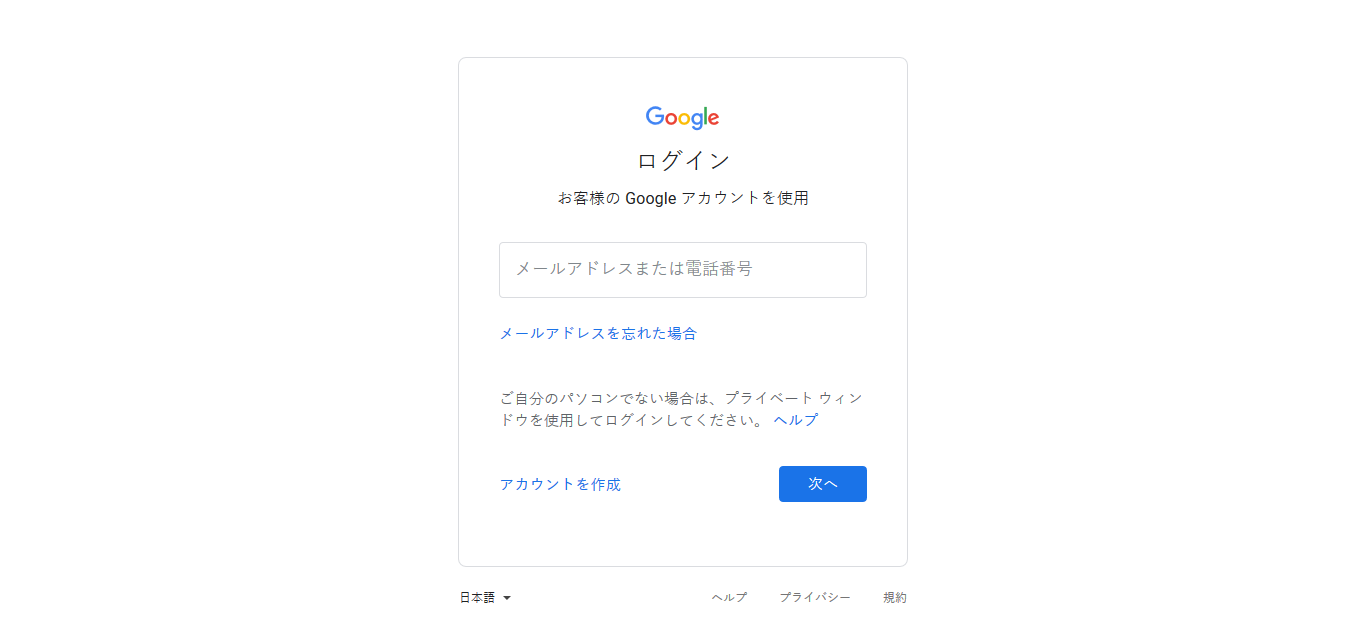 Google
ログイン
お客様の Google アカウントを使用
メールアドレスまたは電話番号
メールアドレスを忘れた場合
ご自分のパソコンでない場合は、プライベート ウィン
ドウを使用してログインしてください。 ヘルプ
アカウントを作成
次へ
日本語
ヘルプ
プライバシー
規約